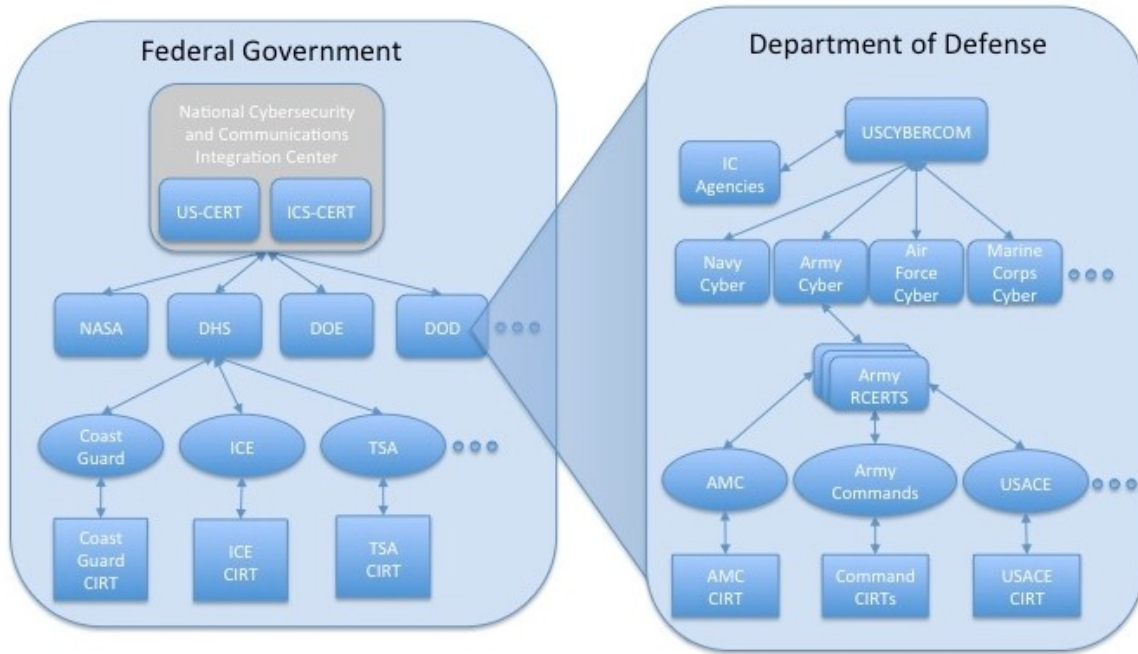 Federal Government
National Cybersecurity
and Communications
Integration Center
US-CERT
ICS-CERT
NASA
DHS
DOE
DOD
Coast
Guard
ICE
TSA
Coast
Guard
CIRT
ICE
CIRT
TSA
CIRT
Department of Defense
USCYBERCOM
IC
Agencies
Navy
Cyber
Army
Cyber
Air
Force
Cyber
Marine
Corps
Cyber
Army
RCERTS
AMC
Army
Commands
USACE
AMC
CIRT
Command
CIRTs
USACE
CIRT